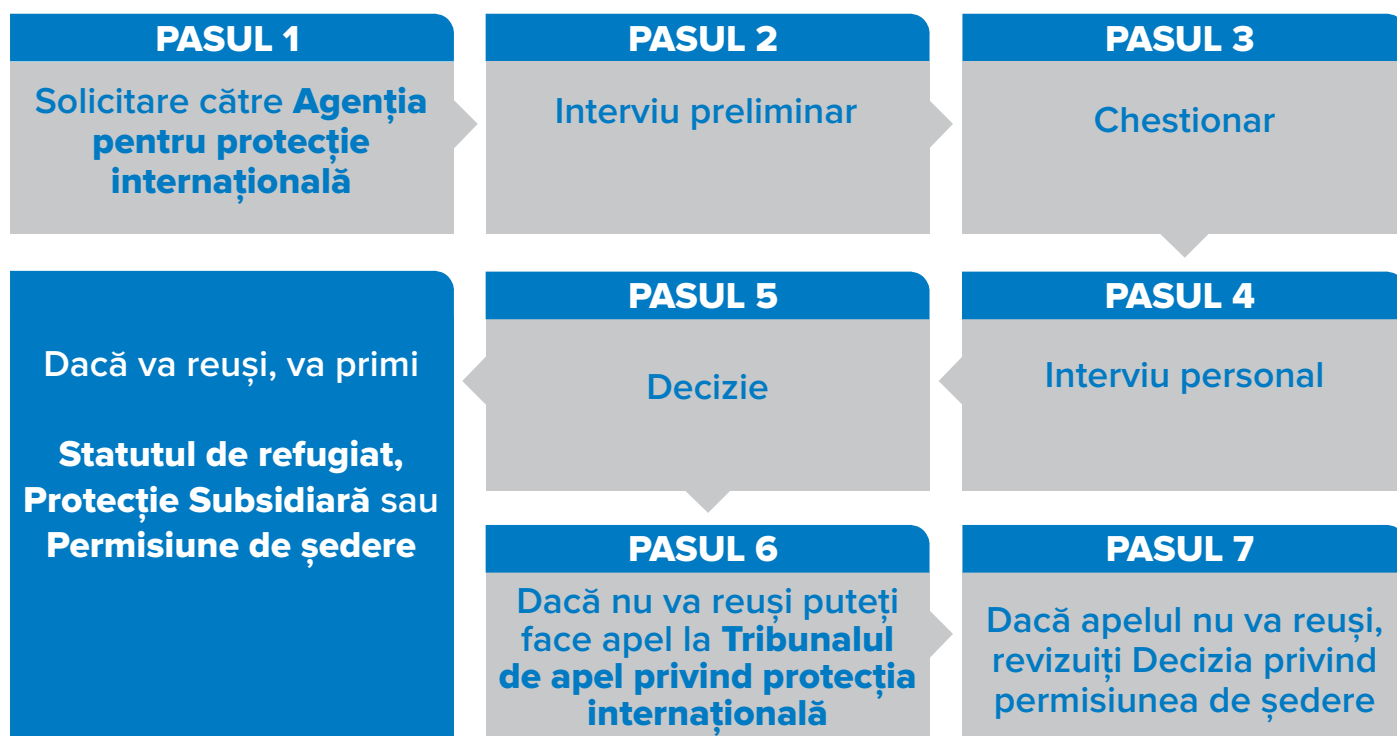 PASUL 1
Solicitare către Agenția
pentru protecție
internațională
PASUL 2
Interviu preliminar
PASUL 3
Chestionar
PASUL 4
Interviu personal
PASUL 5
Decizie
Dacă va reuși, va primi
Statutul de refugiat,
Protecție Subsidiară sau
Permisiune de ședere
PASUL 6
Dacă nu va reuși puteți
face apel la Tribunalul
de apel privind protecția
internațională
PASUL 7
Dacă apelul nu va reuși,
revizuiți Decizia privind
permisiunea de ședere